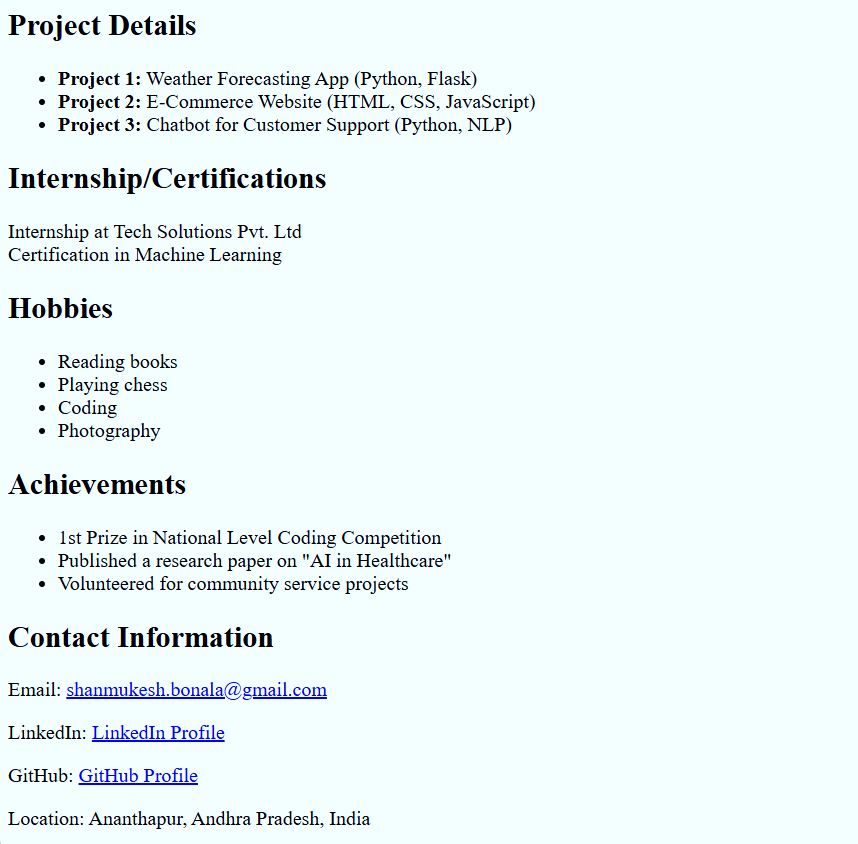 Project Details
Project 1: Weather Forecasting App (Python, Flask)
Project 2: E-Commerce Website (HTML, CSS, JavaScript)
Project 3: Chatbot for Customer Support (Python, NLP)
Internship/Certifications
Internship at Tech Solutions Pvt. Ltd
Certification in Machine Learning
Hobbies
Reading books
Playing chess
Coding
Photography
Achievements
1st Prize in National Level Coding Competition
Published a research paper on "AI in Healthcare"
Volunteered for community service projects
Contact Information
Email: shanmukesh.bonala@gmail.com
LinkedIn: LinkedIn Profile
GitHub: GitHub Profile
Location: Ananthapur, Andhra Pradesh, India